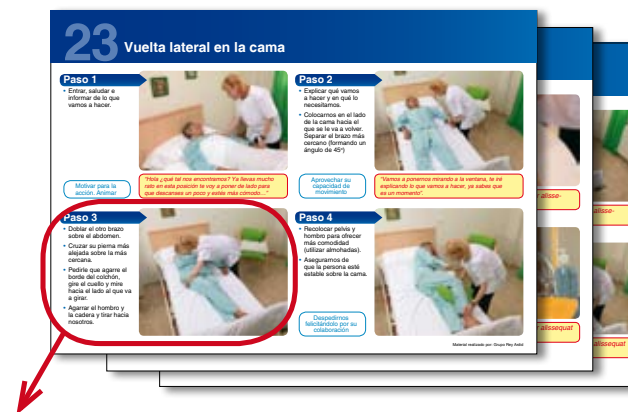 23 Vuelta lateral en la cama
Paso 1
• Entrar, saludar e
informar de lo que
vamos a hacer.
Motivar para la
acción. Animar
"Hola ¿qué tal nos encontramos? Ya llevas mucho
rato en esta posición te voy a poner de lado para
que descanses un poco y estés más cómodo..."
Paso 2
• Explicar qué vamos
a hacer y en qué lo
necesitamos.
• Colocarnos en el lado
de la cama hacia el
que se le va a volver.
Separar el brazo más
cercano (formando un
ángulo de 45º)
Aprovechar su
capacidad de
movimiento
"Vamos a ponernos mirando a la ventana, te iré
explicando lo que vamos a hacer, ya sabes que
es un momento".
Paso 3
• Doblar el otro brazo
sobre el abdomen.
• Cruzar su pierna más
alejada sobre la más
cercana.
• Pedirle que agarre el
borde del colchón,
gire el cuello y mire
hacia el lado al que va
a girar.
• Agarrar el hombro y
la cadera y tirar hacia
nosotros.
Paso 4
• Recolocar pelvis y
hombro para ofrecer
más comodidad
(utilizar almohadas).
• Asegurarnos de
que la persona esté
estable sobre la cama.
Despedirnos
felicitándolo por su
colaboración
Material realizado por: Grupo Rey Ardid
alisse-
alisse-
alissequat
alissequat